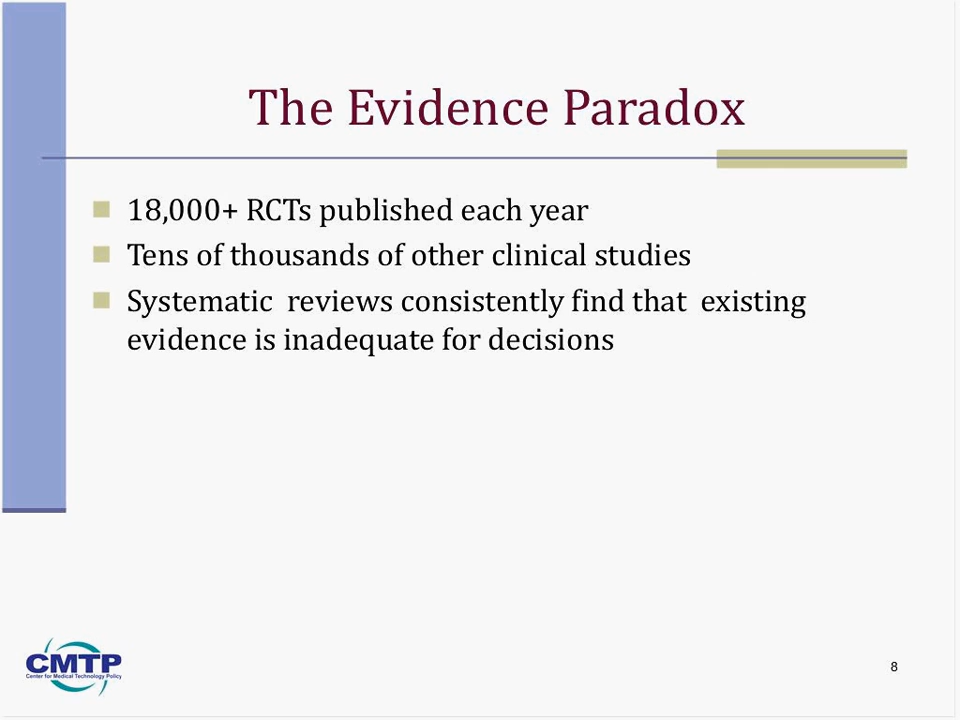 The Evidence Paradox
18,000+ RCTs published each year
Tens of thousands of other clinical studies
Systematic  reviews consistently find that  existing
evidence is inadequate for decisions
CMTP
Center for Medical Technology Policy
8